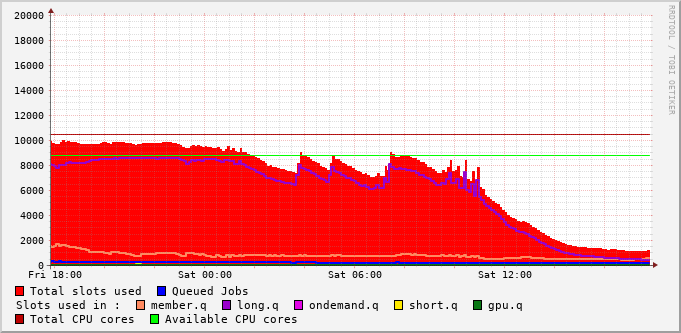 20000
18000
16000
14000
12000
10000
8000
6000
4000
2000
0
Fri 18:00 Sat 00:00 Sat 06:00 Sat 12:00
Total slots used Queued Jobs
Slots used in : member.q long.q ondemand.q short.q gpu.q
Total CPU cores Available CPU cores
RRDTOOL / TOBI OETIKER